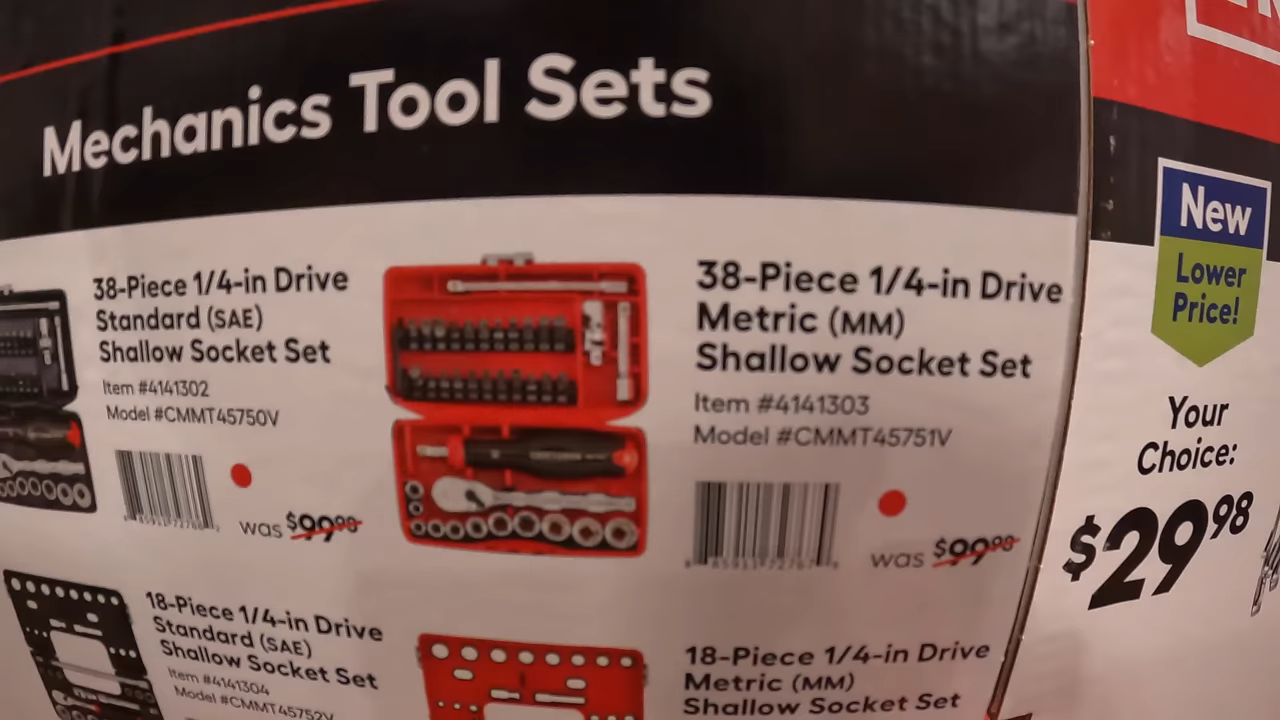 Mechanics Tool Sets
38-Piece 1/4-in Drive
Standard (SAE)
Shallow Socket Set
Item #4141302
Model #CMMT45750V
was $99.98
38-Piece 1/4-in Drive
Metric (MM)
Shallow Socket Set
Item #4141303
Model #CMMT45751V
was $99.98
18-Piece 1/4-in Drive
Standard (SAE)
Shallow Socket Set
Item #4141304
Model #CMMT45752V
18-Piece 1/4-in Drive
Metric (MM)
Shallow Socket Set
New
Lower
Price!
Your
Choice:
$29.98